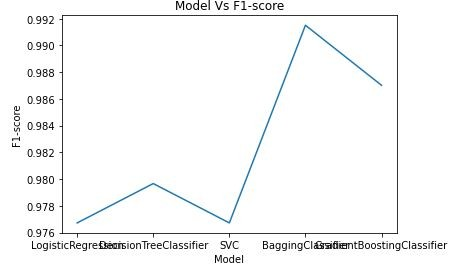 Model Vs F1-score
0.992
0.990
0.988
0.986
0.984
0.982
0.980
0.978
0.976
F1-score
LogisticRegression DecisionTreeClassifier SVC BaggingClassifier GradientBoostingClassifier
Model